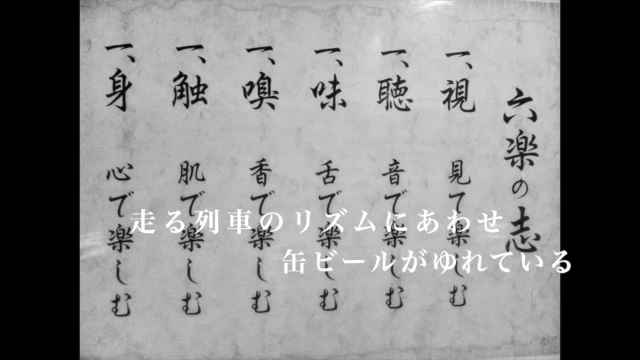 六楽の志
一、視 見て楽しむ
一、聴 音で楽しむ
一、味 舌で楽しむ
一、嗅 香で楽しむ
一、触 肌で楽しむ
一、身 心で楽しむ
走る列車のリズムにあわせ
缶ビールがゆれている